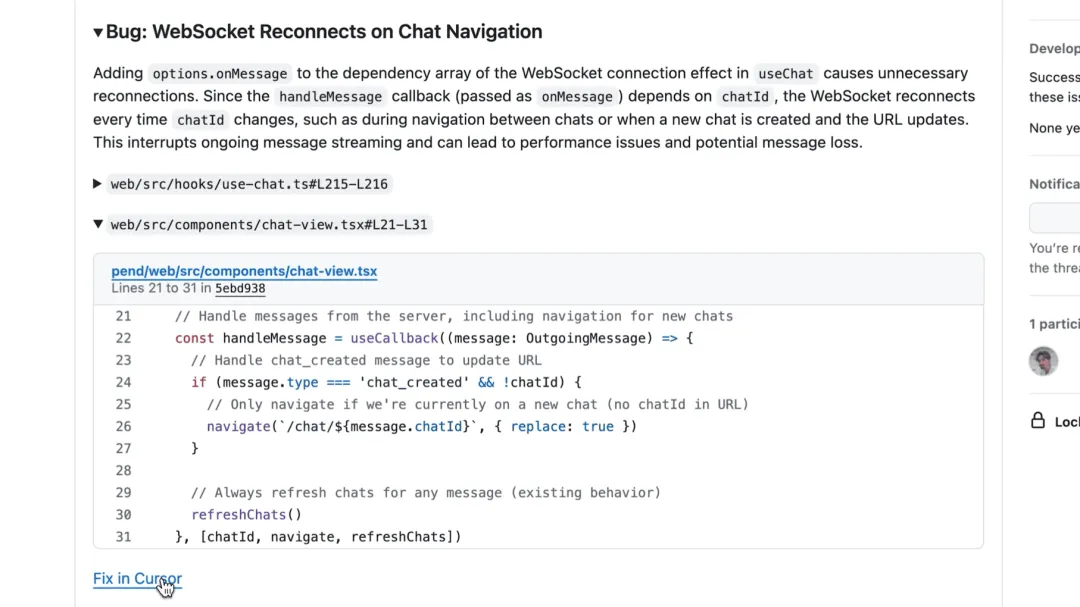 ▼Bug: WebSocket Reconnects on Chat Navigation
Adding options.onMessage to the dependency array of the WebSocket connection effect in useChat causes unnecessary
reconnections. Since the handleMessage callback (passed as onMessage ) depends on chatId , the WebSocket reconnects
every time chatId changes, such as during navigation between chats or when a new chat is created and the URL updates.
This interrupts ongoing message streaming and can lead to performance issues and potential message loss.
▶ web/src/hooks/use-chat.ts#L215-L216
▼ web/src/components/chat-view.tsx#L21-L31
pend/web/src/components/chat-view.tsx
Lines 21 to 31 in 5ebd938
21 // Handle messages from the server, including navigation for new chats
22 const handleMessage = useCallback((message: OutgoingMessage) => {
23 // Handle chat_created message to update URL
24 if (message.type === 'chat_created' && !chatId) {
25 // Only navigate if we're currently on a new chat (no chatId in URL)
26 navigate(`/chat/${message.chatId}`, { replace: true })
27 }
28
29 // Always refresh chats for any message (existing behavior)
30 refreshChats()
31 }, [chatId, navigate, refreshChats])
Fix in Cursor
Develop
Success
these iss
None ye
Notifica
You're re
the threa
1 partici
Loc